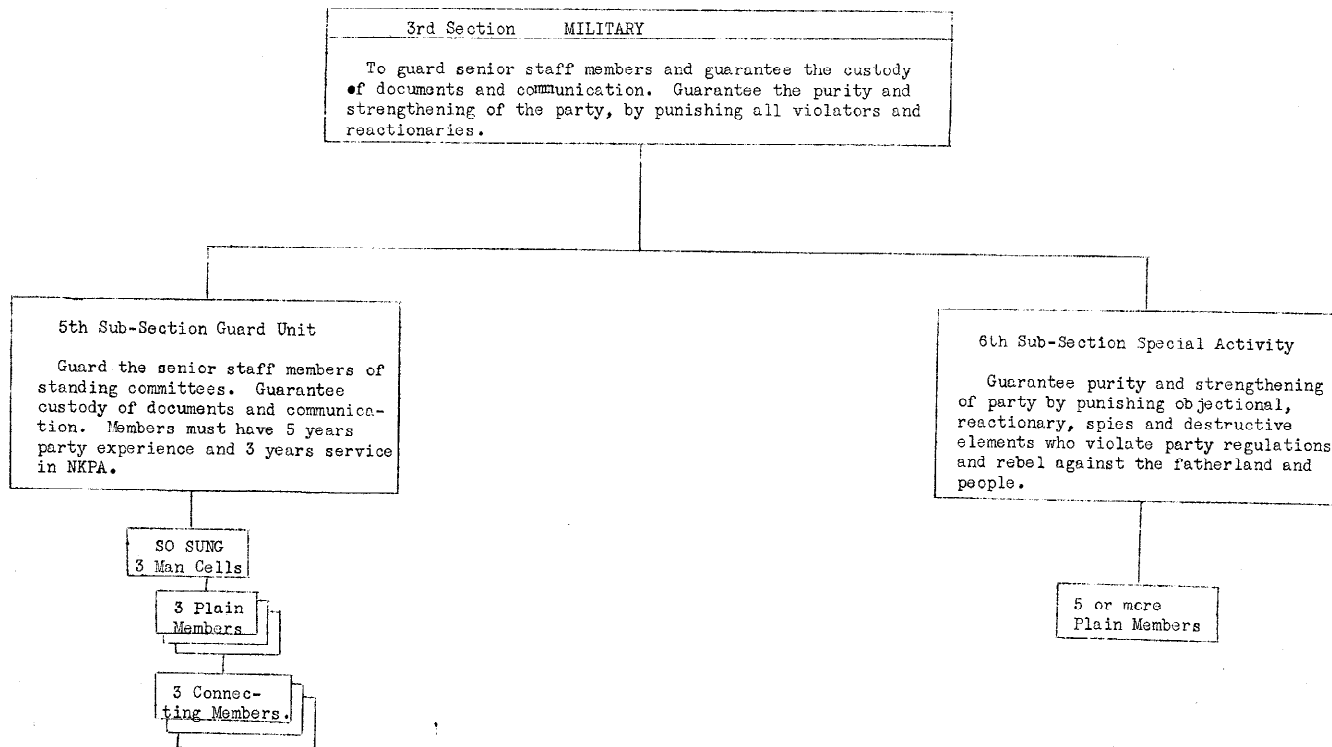 3rd Section MILITARY
To guard senior staff members and guarantee the custody
of documents and communication. Guarantee the purity and
strengthening of the party, by punishing all violators and
reactionaries.
5th Sub-Section Guard Unit
Guard the senior staff members of
standing committees. Guarantee
custody of documents and communica-
tion. Members must have 5 years
party experience and 3 years service
in NKPA.
SO SUNG
3 Man Cells
3 Plain
Members
3 Connec-
ting Members.
6th Sub-Section Special Activity
Guarantee purity and strengthening
of party by punishing objectional,
reactionary, spies and destructive
elements who violate party regulations
and rebel against the fatherland and
people.
5 or more
Plain Members